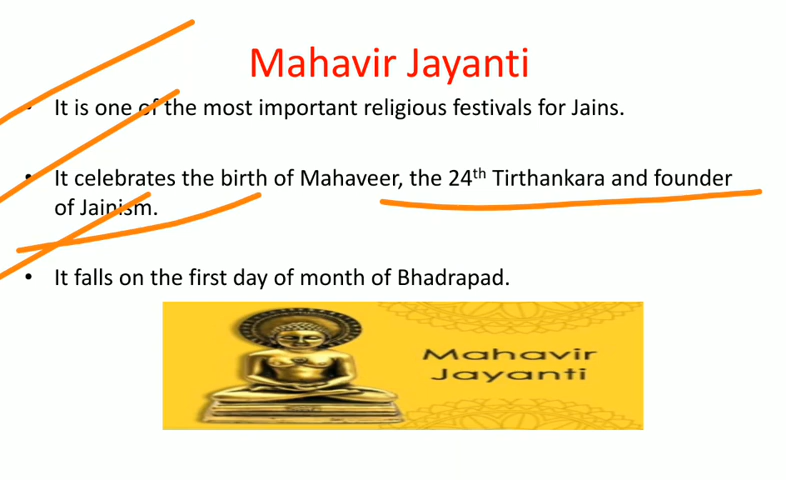 Mahavir Jayanti
• It is one of the most important religious festivals for Jains.
• It celebrates the birth of Mahaveer, the 24th Tirthankara and founder
of Jainism.
• It falls on the first day of month of Bhadrapad.
Mahavir
Jayanti